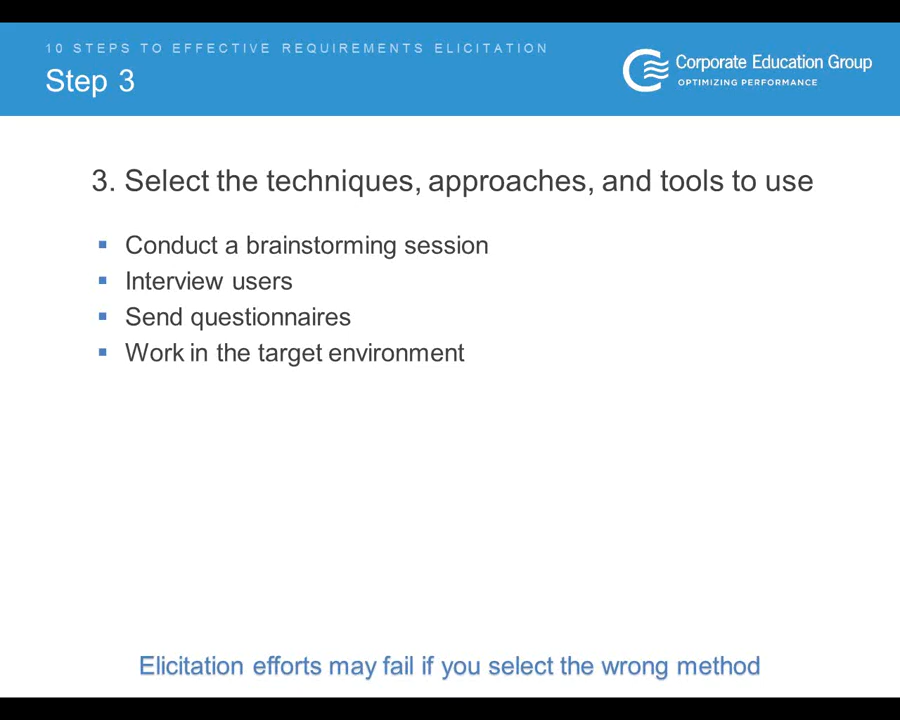 10 STEPS TO EFFECTIVE REQUIREMENTS ELICITATION
Step 3
Corporate Education Group
OPTIMIZING PERFORMANCE
3. Select the techniques, approaches, and tools to use
Conduct a brainstorming session
Interview users
Send questionnaires
Work in the target environment
Elicitation efforts may fail if you select the wrong method